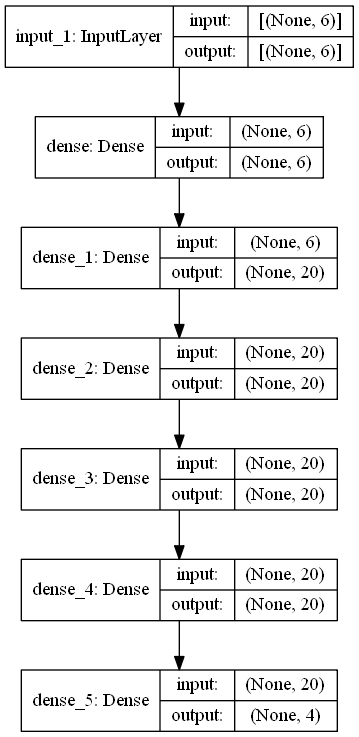 input_1: InputLayer input: [(None, 6)]
output: [(None, 6)]
dense: Dense input: (None, 6)
output: (None, 6)
dense_1: Dense input: (None, 6)
output: (None, 20)
dense_2: Dense input: (None, 20)
output: (None, 20)
dense_3: Dense input: (None, 20)
output: (None, 20)
dense_4: Dense input: (None, 20)
output: (None, 20)
dense_5: Dense input: (None, 20)
output: (None, 4)